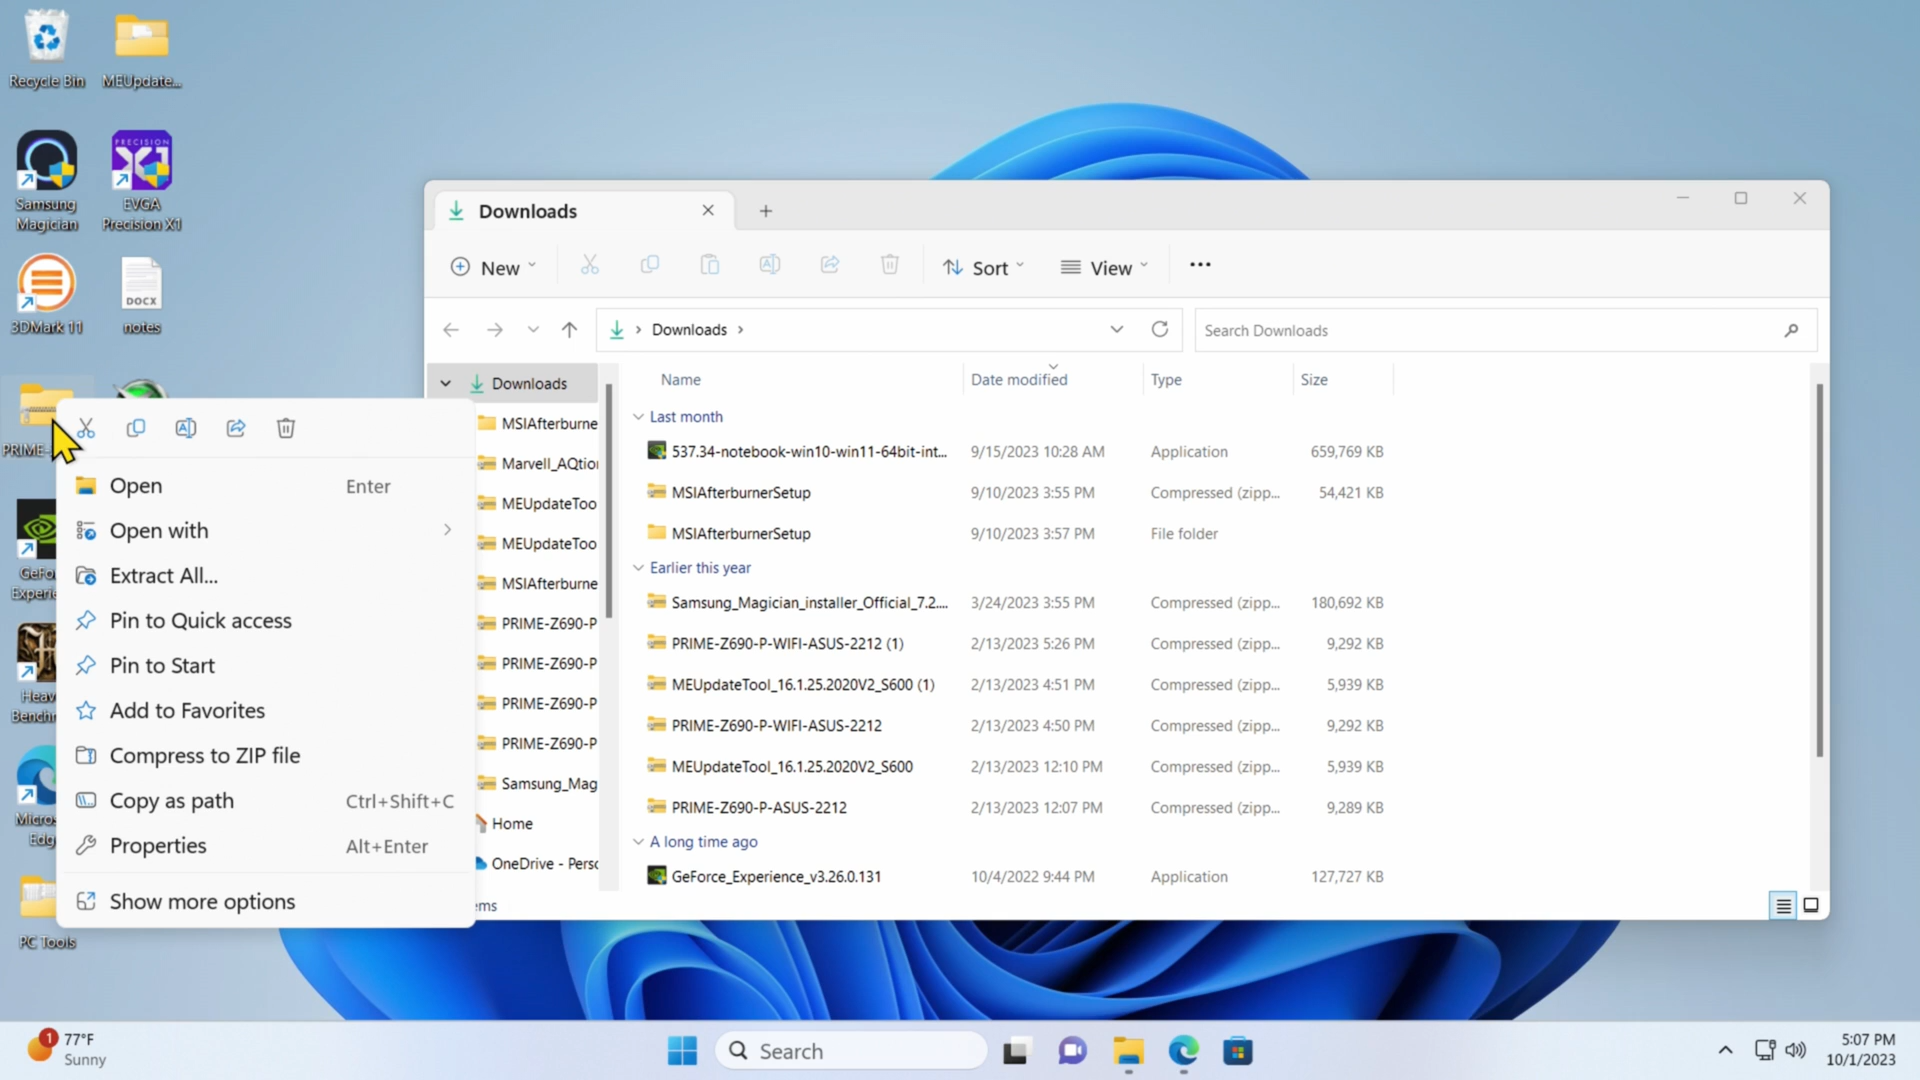 Recycle Bin
MEUpdate...
Samsung
Magician
PRECISION
X1
EVGA
Precision X1
3DMark 11
DOCX
notes
PRIME-
GeFo
Experie
Heav
Bench
Micros
Edg
PC Tools
Open
Enter
Open with
Extract All...
Pin to Quick access
Pin to Start
Add to Favorites
Compress to ZIP file
Copy as path
Ctrl+Shift+C
Properties
Alt+Enter
Show more options
Downloads
New
Sort
View
Downloads
Search Downloads
Downloads
MSIAfterburne
Marvell_AQtio
MEUpdateToo
MEUpdateToo
MSIAfterburne
PRIME-Z690-P
PRIME-Z690-P
PRIME-Z690-P
PRIME-Z690-P
Samsung_Mag
Home
OneDrive - Perso
ems
Name Date modified Type Size
Last month
537.34-notebook-win10-win11-64bit-int... 9/15/2023 10:28 AM Application 659,769 KB
MSIAfterburnerSetup 9/10/2023 3:55 PM Compressed (zipp... 54,421 KB
MSIAfterburnerSetup 9/10/2023 3:57 PM File folder
Earlier this year
Samsung_Magician_installer_Official_7.2.... 3/24/2023 3:55 PM Compressed (zipp... 180,692 KB
PRIME-Z690-P-WIFI-ASUS-2212 (1) 2/13/2023 5:26 PM Compressed (zipp... 9,292 KB
MEUpdateTool_16.1.25.2020V2_S600 (1) 2/13/2023 4:51 PM Compressed (zipp... 5,939 KB
PRIME-Z690-P-WIFI-ASUS-2212 2/13/2023 4:50 PM Compressed (zipp... 9,292 KB
MEUpdateTool_16.1.25.2020V2_S600 2/13/2023 12:10 PM Compressed (zipp... 5,939 KB
PRIME-Z690-P-ASUS-2212 2/13/2023 12:07 PM Compressed (zipp... 9,289 KB
A long time ago
GeForce_Experience_v3.26.0.131 10/4/2022 9:44 PM Application 127,727 KB
1
77°F
Sunny
Search
5:07 PM
10/1/2023